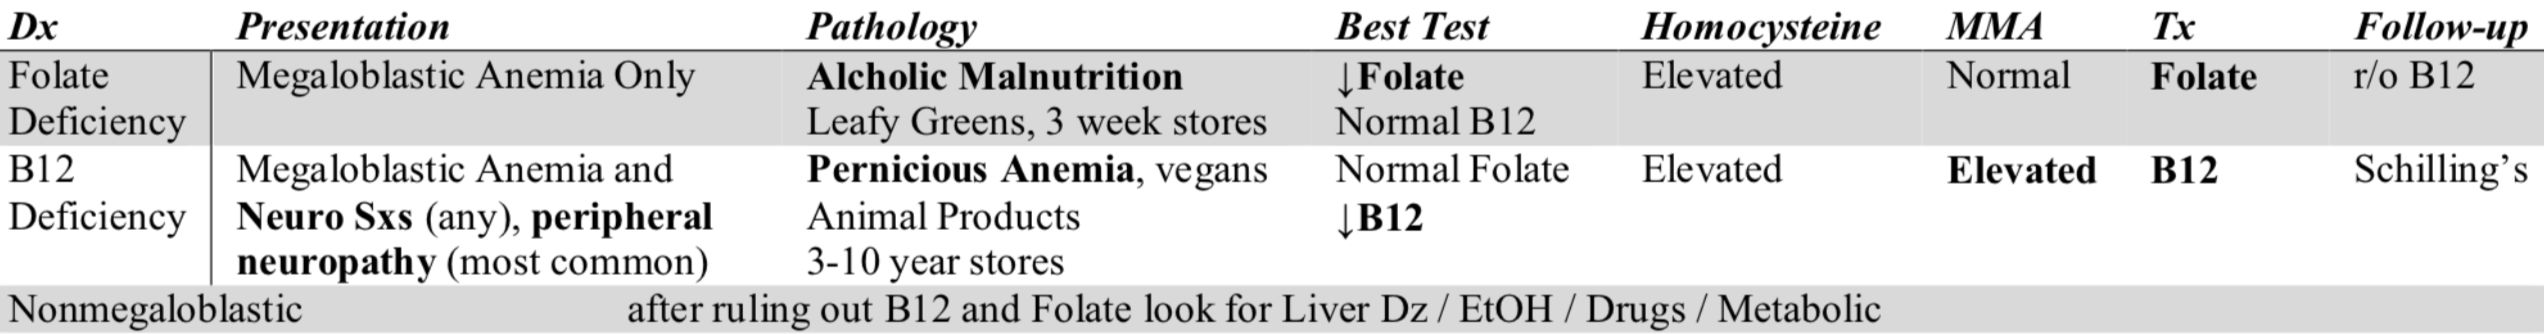 Dx Presentation Pathology Best Test Homocysteine MMA Tx Follow-up
Folate Megaloblastic Anemia Only Alcholic Malnutrition ↓Folate Elevated Normal Folate r/o B12
Deficiency Leafy Greens, 3 week stores Normal B12
B12 Megaloblastic Anemia and Pernicious Anemia, vegans Normal Folate Elevated Elevated B12 Schilling’s
Deficiency Neuro Sxs (any), peripheral Animal Products ↓B12
neuropathy (most common) 3-10 year stores
Nonmegaloblastic after ruling out B12 and Folate look for Liver Dz / EtOH / Drugs / Metabolic